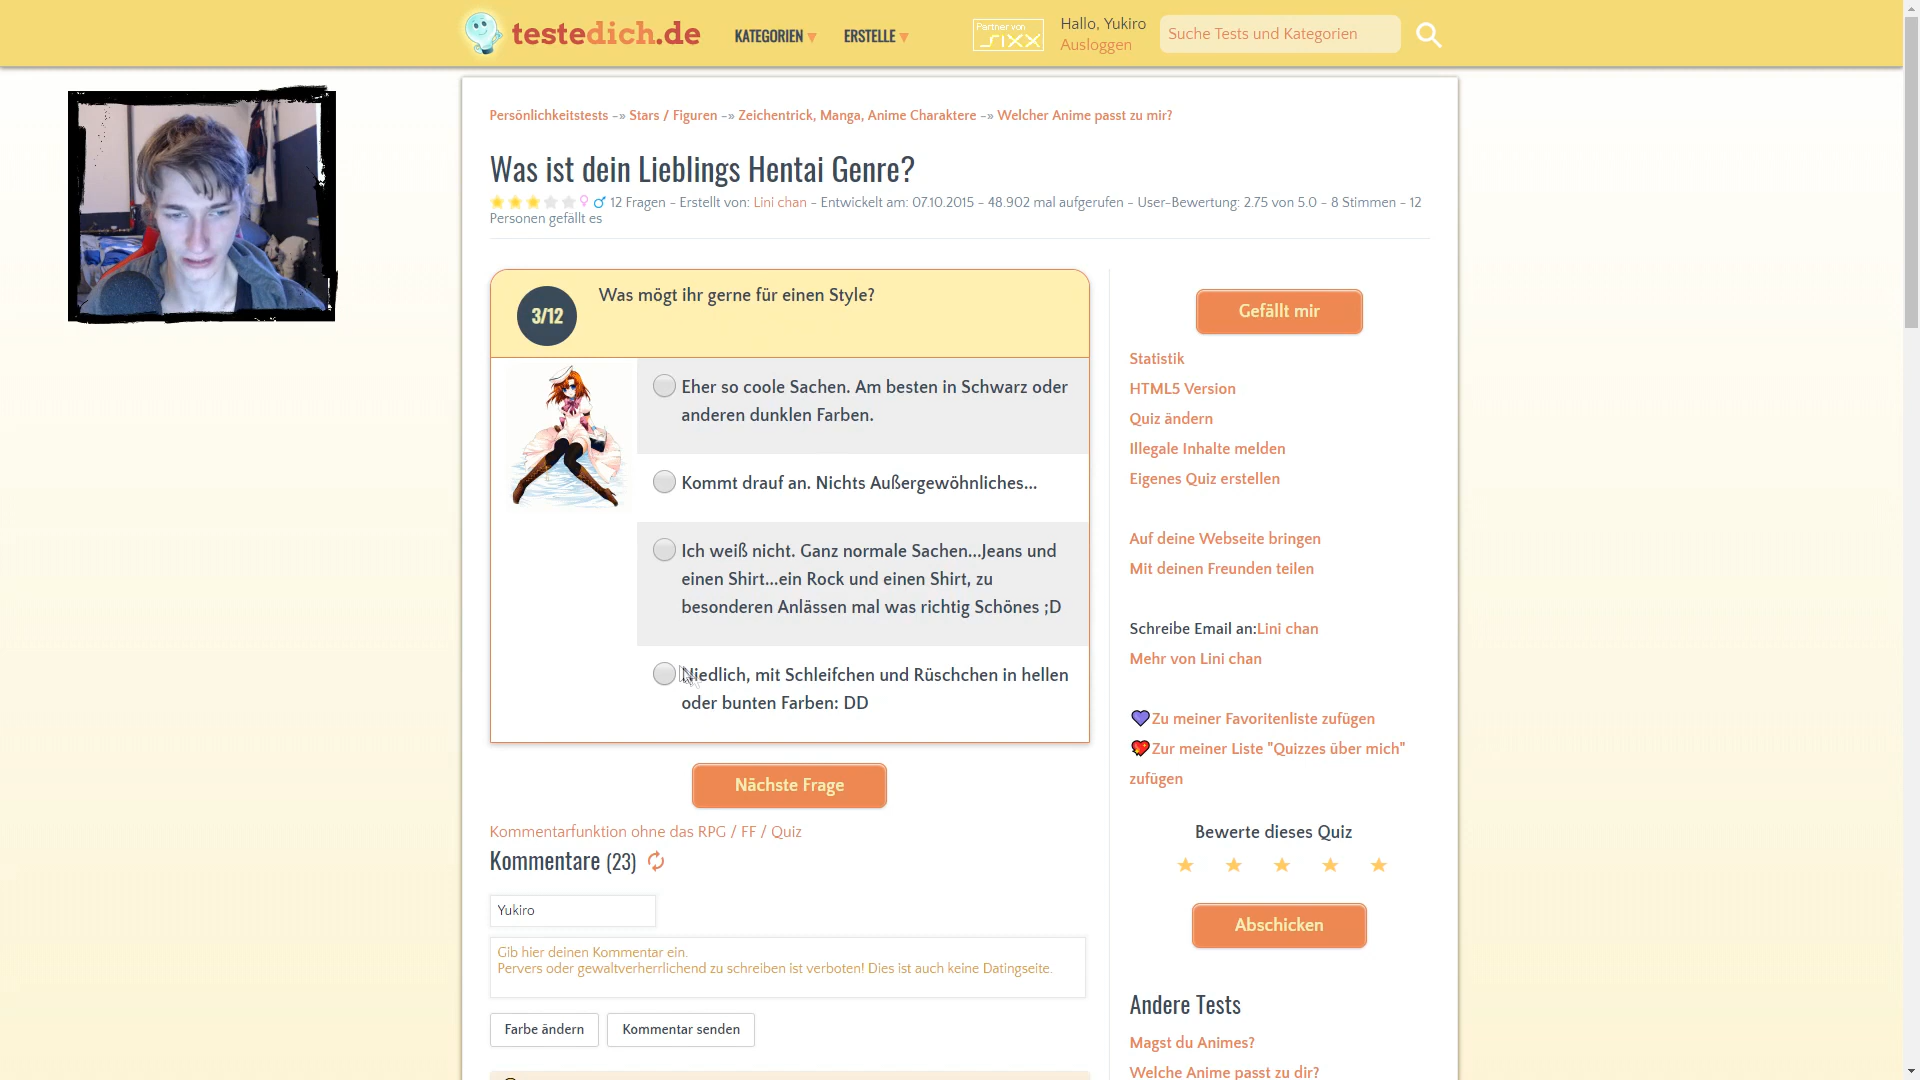 testedich.de
KATEGORIEN
ERSTELLE
Partner von
sixx
Hallo, Yukiro
Ausloggen
Suche Tests und Kategorien
Persönlichkeitstests -» Stars / Figuren -» Zeichentrick, Manga, Anime Charaktere -» Welcher Anime passt zu mir?
Was ist dein Lieblings Hentai Genre?
12 Fragen - Erstellt von: Lini chan - Entwickelt am: 07.10.2015 - 48.902 mal aufgerufen - User-Bewertung: 2.75 von 5.0 - 8 Stimmen - 12
Personen gefällt es
3/12
Was mögt ihr gerne für einen Style?
Eher so coole Sachen. Am besten in Schwarz oder
anderen dunklen Farben.
Kommt drauf an. Nichts Außergewöhnliches...
Ich weiß nicht. Ganz normale Sachen...Jeans und
einen Shirt...ein Rock und einen Shirt, zu
besonderen Anlässen mal was richtig Schönes ;D
Niedlich, mit Schleifchen und Rüschchen in hellen
oder bunten Farben: DD
Nächste Frage
Kommentarfunktion ohne das RPG / FF / Quiz
Kommentare (23)
Yukiro
Gib hier deinen Kommentar ein.
Pervers oder gewaltverherrlichend zu schreiben ist verboten! Dies ist auch keine Datingseite.
Farbe ändern
Kommentar senden
Gefällt mir
Statistik
HTML5 Version
Quiz ändern
Illegale Inhalte melden
Eigenes Quiz erstellen
Auf deine Webseite bringen
Mit deinen Freunden teilen
Schreibe Email an:Lini chan
Mehr von Lini chan
Zu meiner Favoritenliste zufügen
Zur meiner Liste "Quizzes über mich"
zufügen
Bewerte dieses Quiz
Abschicken
Andere Tests
Magst du Animes?
Welche Anime passt zu dir?